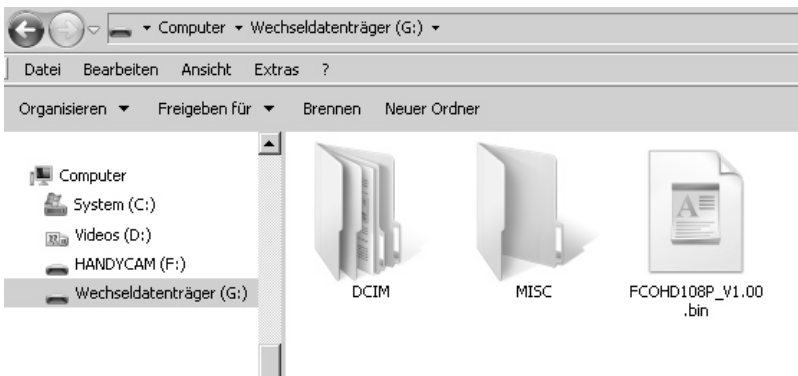 Computer Wechseldatenträger (G:)
Datei Bearbeiten Ansicht Extras ?
Organisieren Freigeben für Brennen Neuer Ordner
Computer
System (C:)
Videos (D:)
HANDYCAM (F:)
Wechseldatenträger (G:)
DCIM
MISC
FCOHD108P_V1.00
.bin